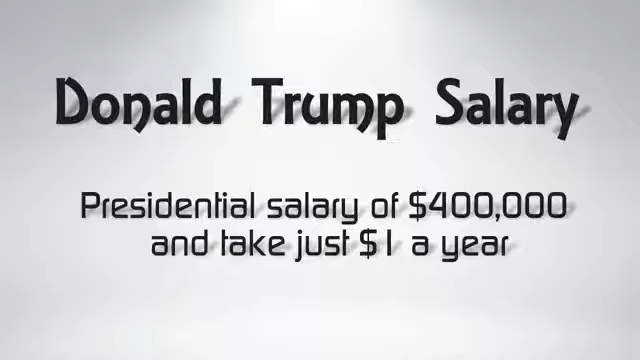 Donald Trump Salary
Presidential salary of $400,000
and take just $1 a year